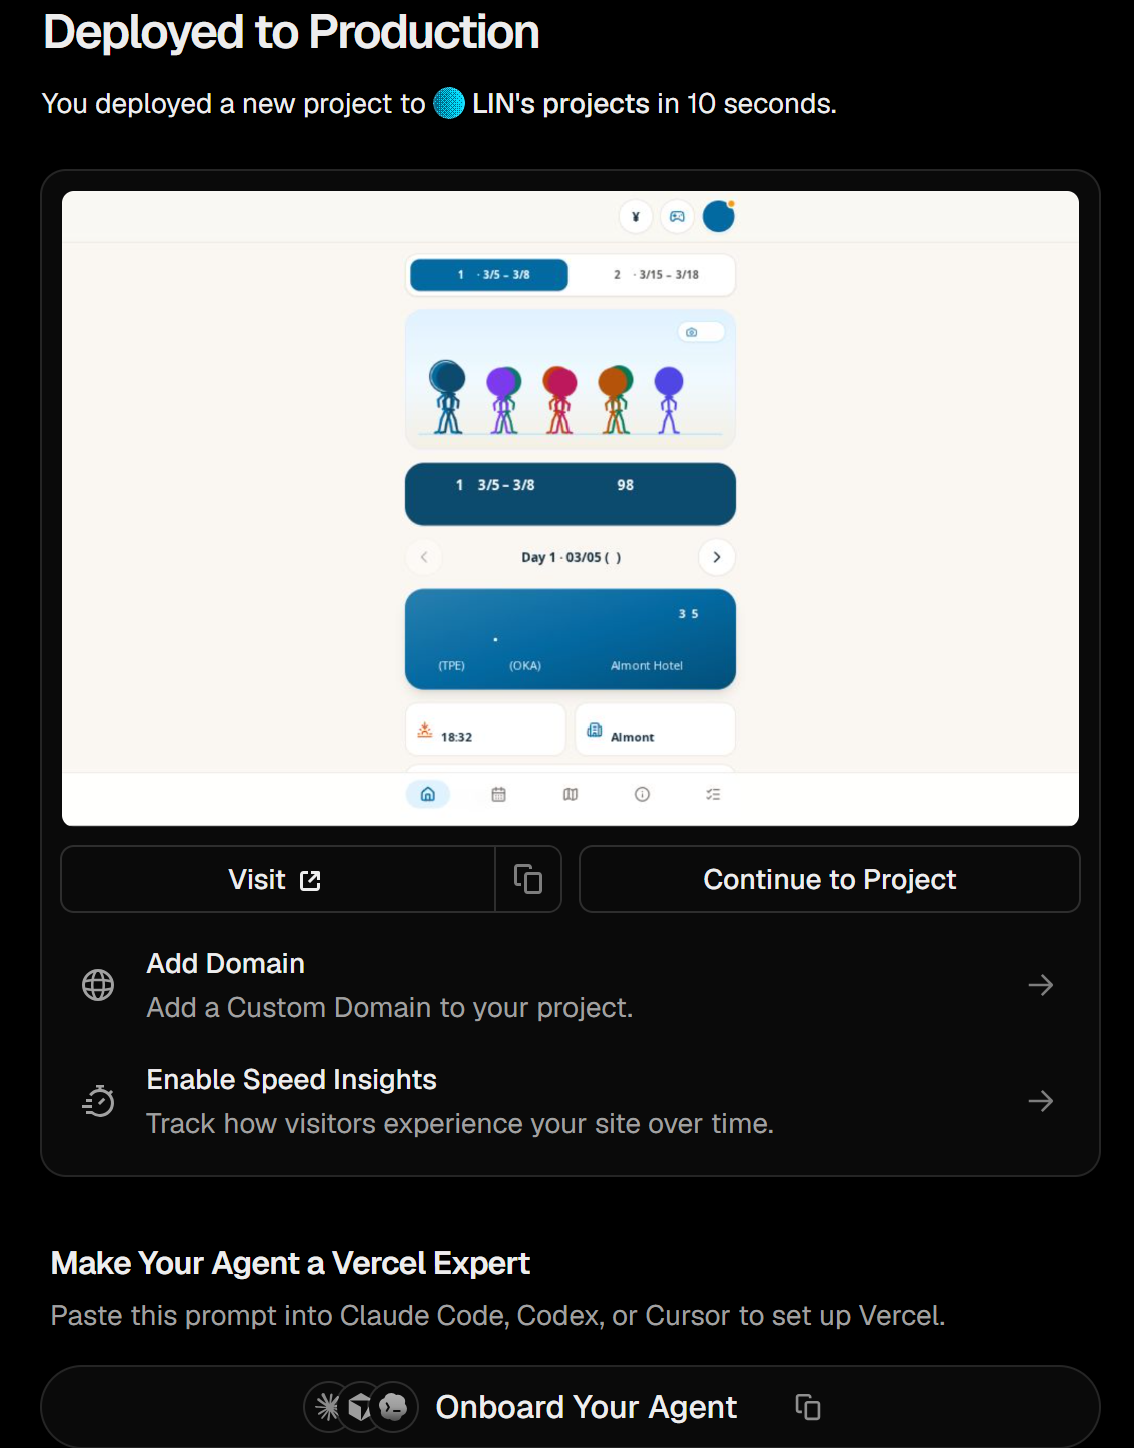 Deployed to Production
You deployed a new project to LIN's projects in 10 seconds.
¥
1 · 3/5 – 3/8
2 · 3/15 – 3/18
1 3/5 – 3/8 98
Day 1 · 03/05 ( )
3 5
(TPE) (OKA) Almont Hotel
18:32
Almont
Visit
Continue to Project
Add Domain
Add a Custom Domain to your project.
Enable Speed Insights
Track how visitors experience your site over time.
Make Your Agent a Vercel Expert
Paste this prompt into Claude Code, Codex, or Cursor to set up Vercel.
Onboard Your Agent